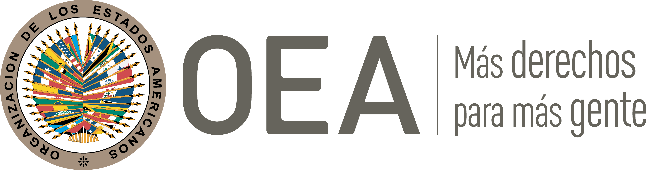 ORGANIZACION DE LOS ESTADOS AMERICANOS
OEA
Más derechos
para más gente